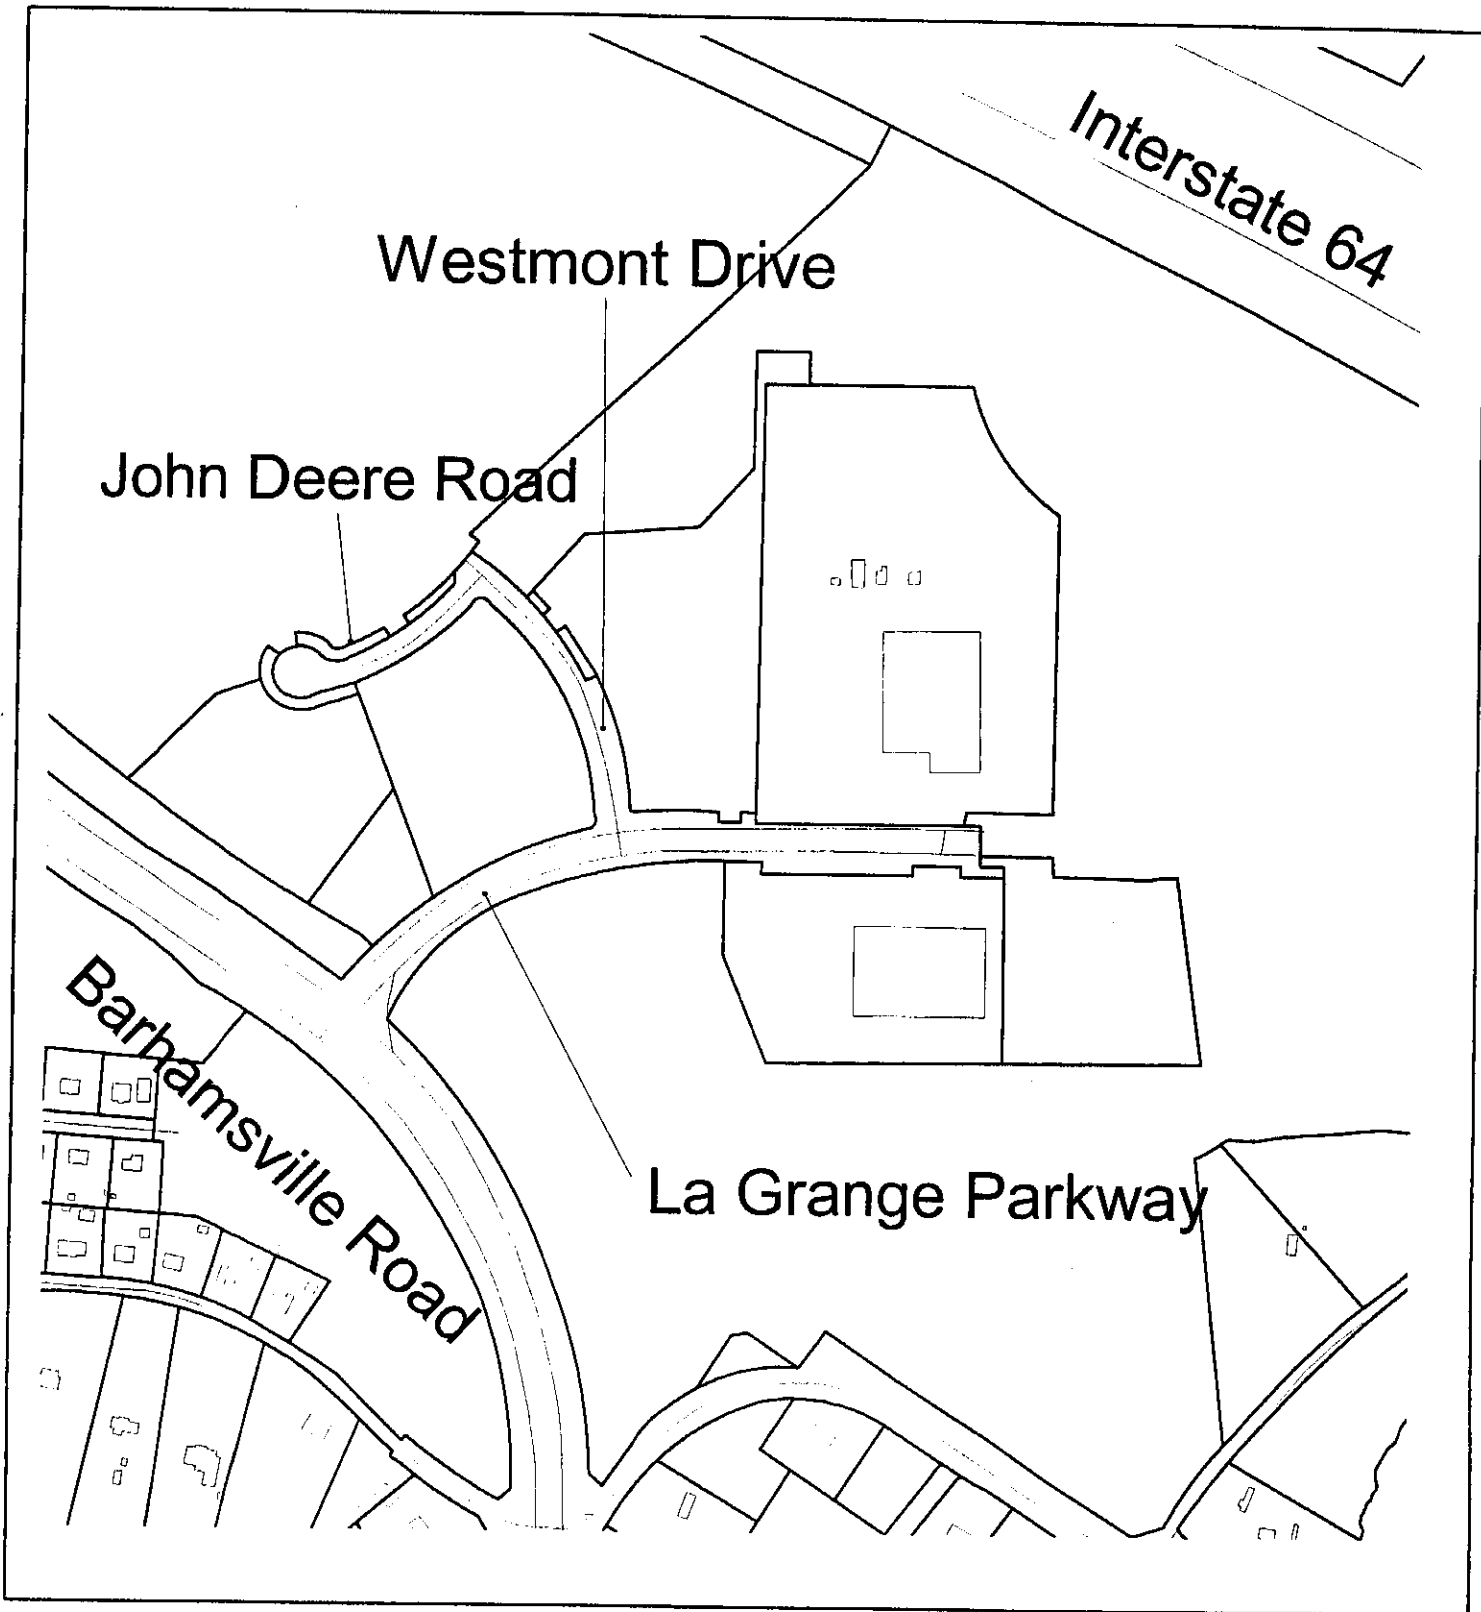 Interstate 64
Westmont Drive
John Deere Road
Barhamsville Road
La Grange Parkway